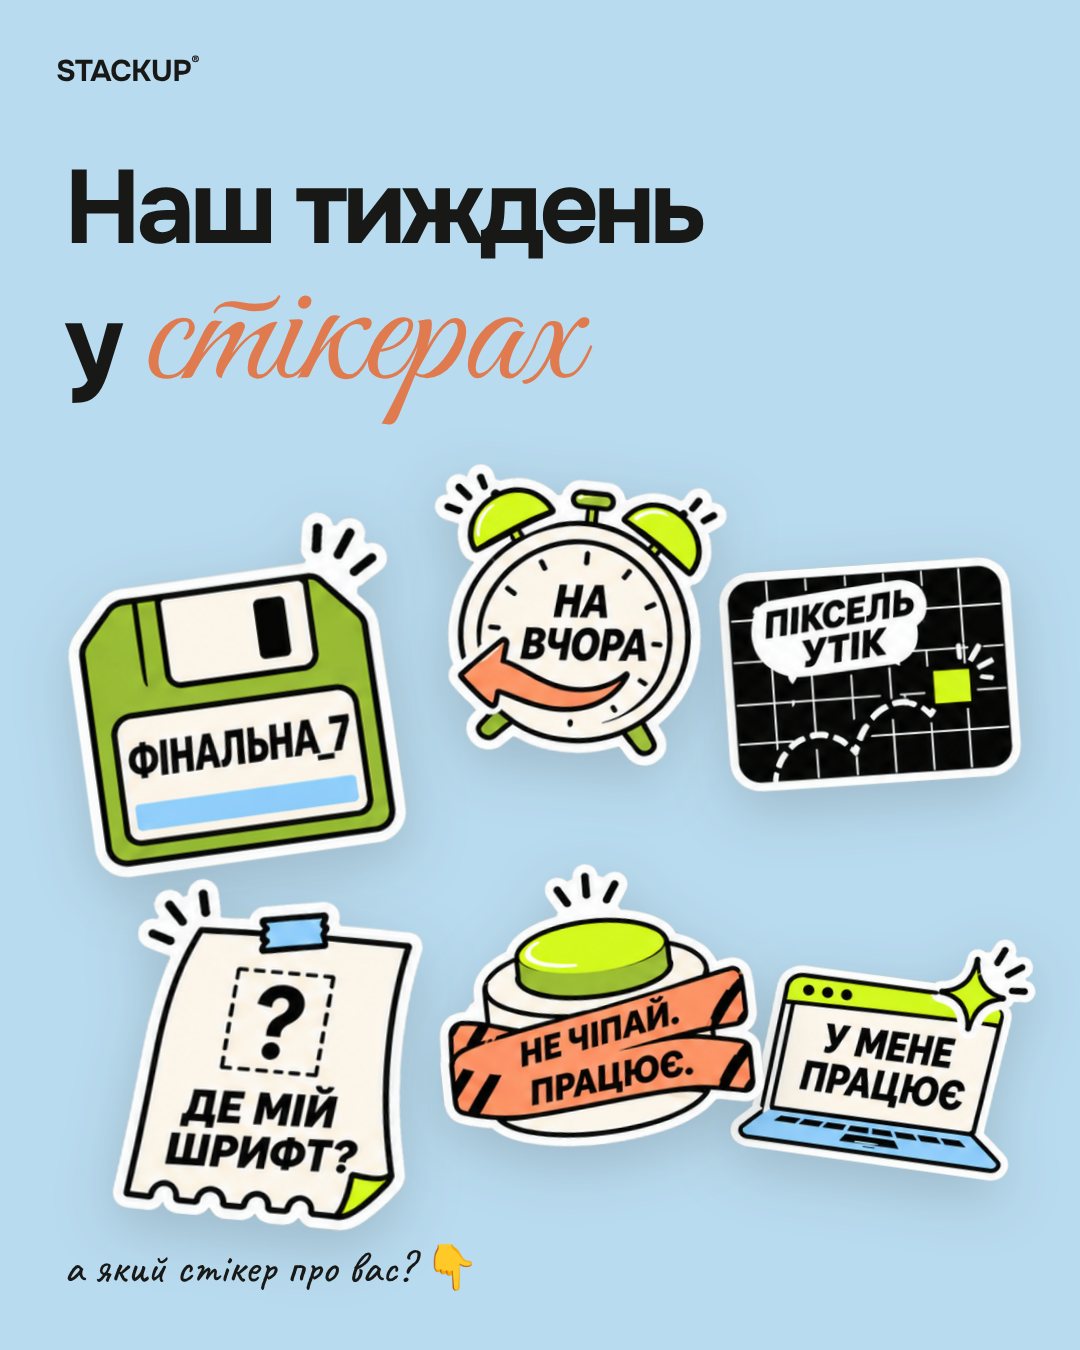 STACKUP®
Наш тиждень
у стікерах
НА
ВЧОРА
ПІКСЕЛЬ
УТІК
ФІНАЛЬНА_7
?
ДЕ МІЙ
ШРИФТ?
НЕ ЧІПАЙ.
ПРАЦЮЄ.
У МЕНЕ
ПРАЦЮЄ
а який стікер про вас? 👇